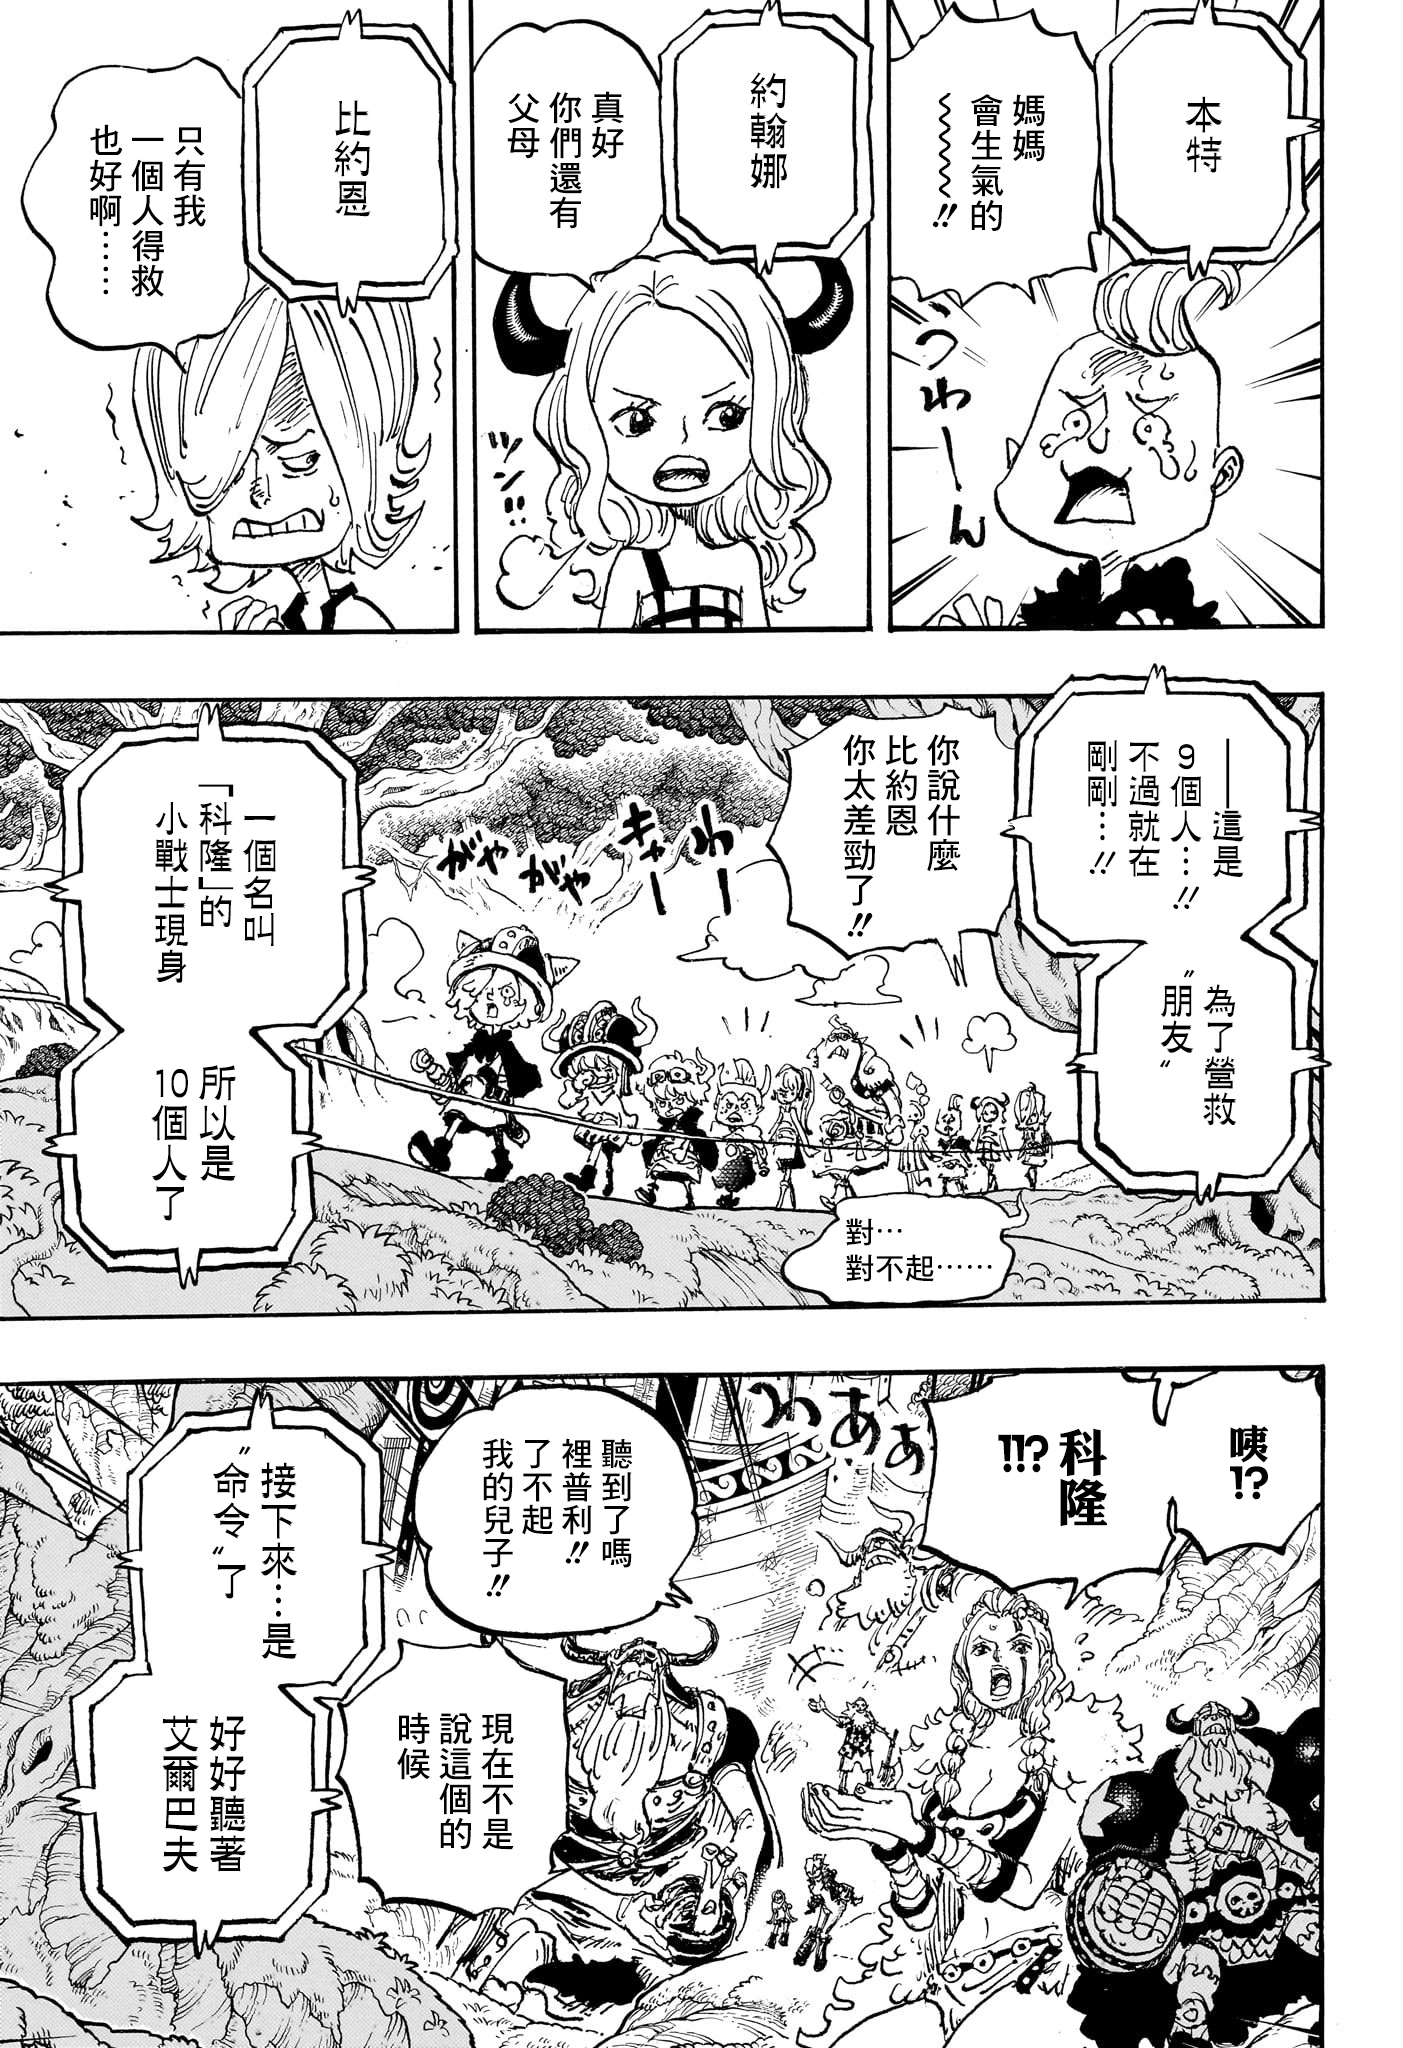 本特
媽媽
會生氣的
〰〰〰!!
うわーーん
約翰娜
真好
你們還有
父母
ツン!!
比約恩
只有我
一個人得救
也好啊……
——這是
9個人…!!
不過就在
剛剛…!!
為了營救
“朋友”
你說什麼
比約恩
你太差勁了!!
わー
キャー
がや
がや
對…
對不起……
一個名叫
「科隆」的
小戰士現身
所以是
10個人了
咦
!?
科隆
!!!?
わあああ
聽到了嗎
裡普利!!
了不起
我的兒子!!
現在不是
說這個的
時候
接下來…是
“命令”了
好好聽著
艾爾巴夫